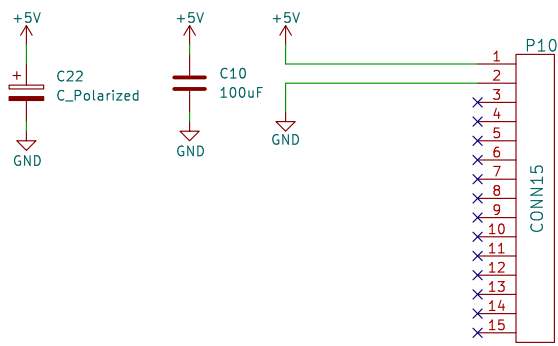 +5V
+
C22
C_Polarized
GND
+5V
C10
100uF
GND
+5V
GND
P10
CONN15
1
2
3
4
5
6
7
8
9
10
11
12
13
14
15